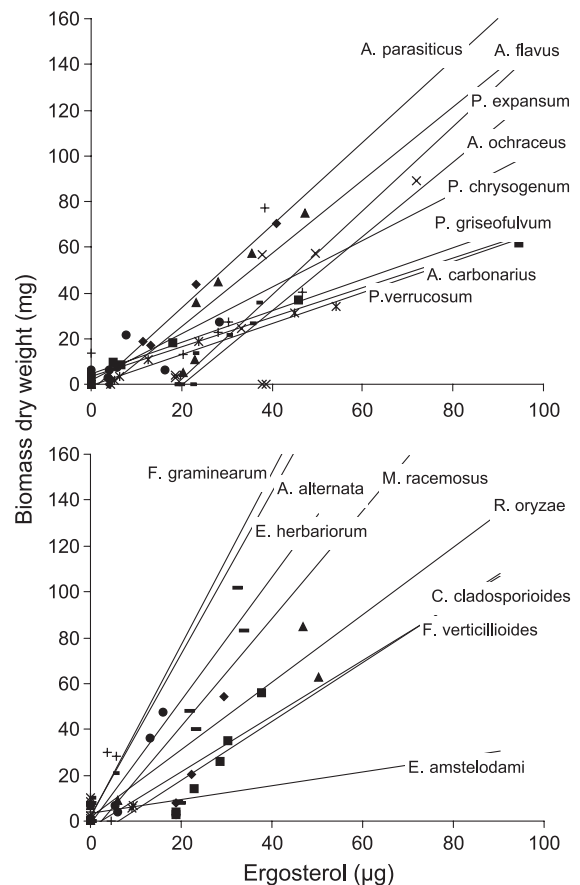 160
140
120
100
80
60
40
20
0
0
20
40
60
80
100
A. parasiticus
A. flavus
P. expansum
A. ochraceus
P. chrysogenum
P. griseofulvum
A. carbonarius
P.verrucosum
Biomass dry weight (mg)
160
140
120
100
80
60
40
20
0
0
20
40
60
80
100
F. graminearum
A. alternata
M. racemosus
E. herbariorum
R. oryzae
C. cladosporioides
F. verticillioides
E. amstelodami
Ergosterol (µg)